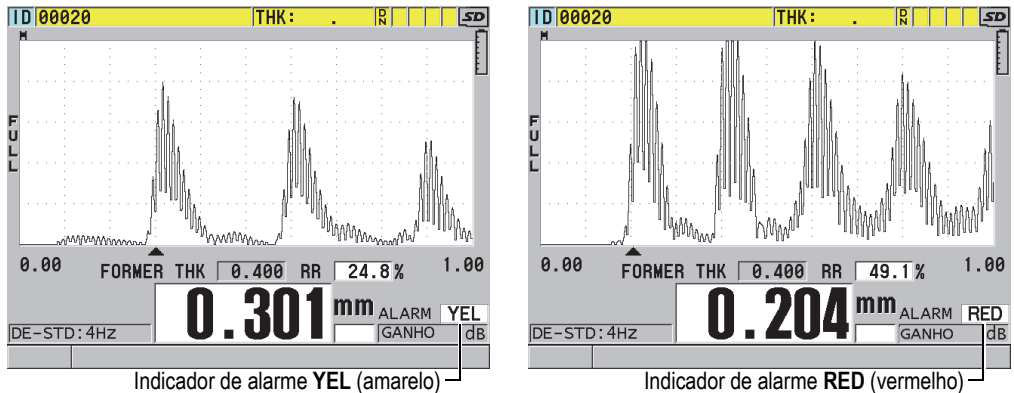 ID 00020 THK: . DN SD
FULL
0.00 FORMER THK 0.400 RR 24.8 % 1.00
0.301 mm ALARM YEL
DE-STD:4Hz GANHO dB
Indicador de alarme YEL (amarelo)
ID 00020 THK: . DN SD
FULL
0.00 FORMER THK 0.400 RR 49.1 % 1.00
0.204 mm ALARM RED
DE-STD:4Hz GANHO dB
Indicador de alarme RED (vermelho)